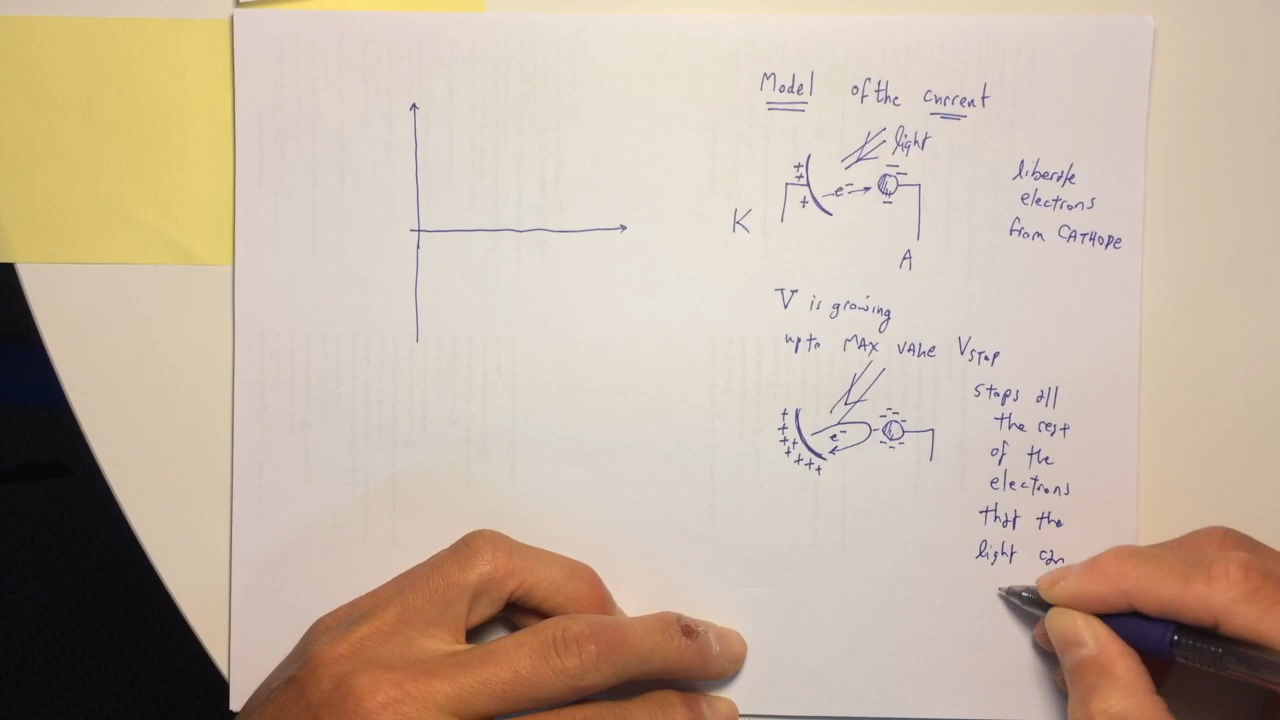 Model of the current
light
+
+
+
e⁻
−
−
−
K
A
liberate
electrons
from CATHODE
V is growing
up to MAX VALUE VSTOP
+
+
+ +
+ + + +
e⁻
− − − −
−
− − −
stops all
the rest
of the
electrons
that the
light can